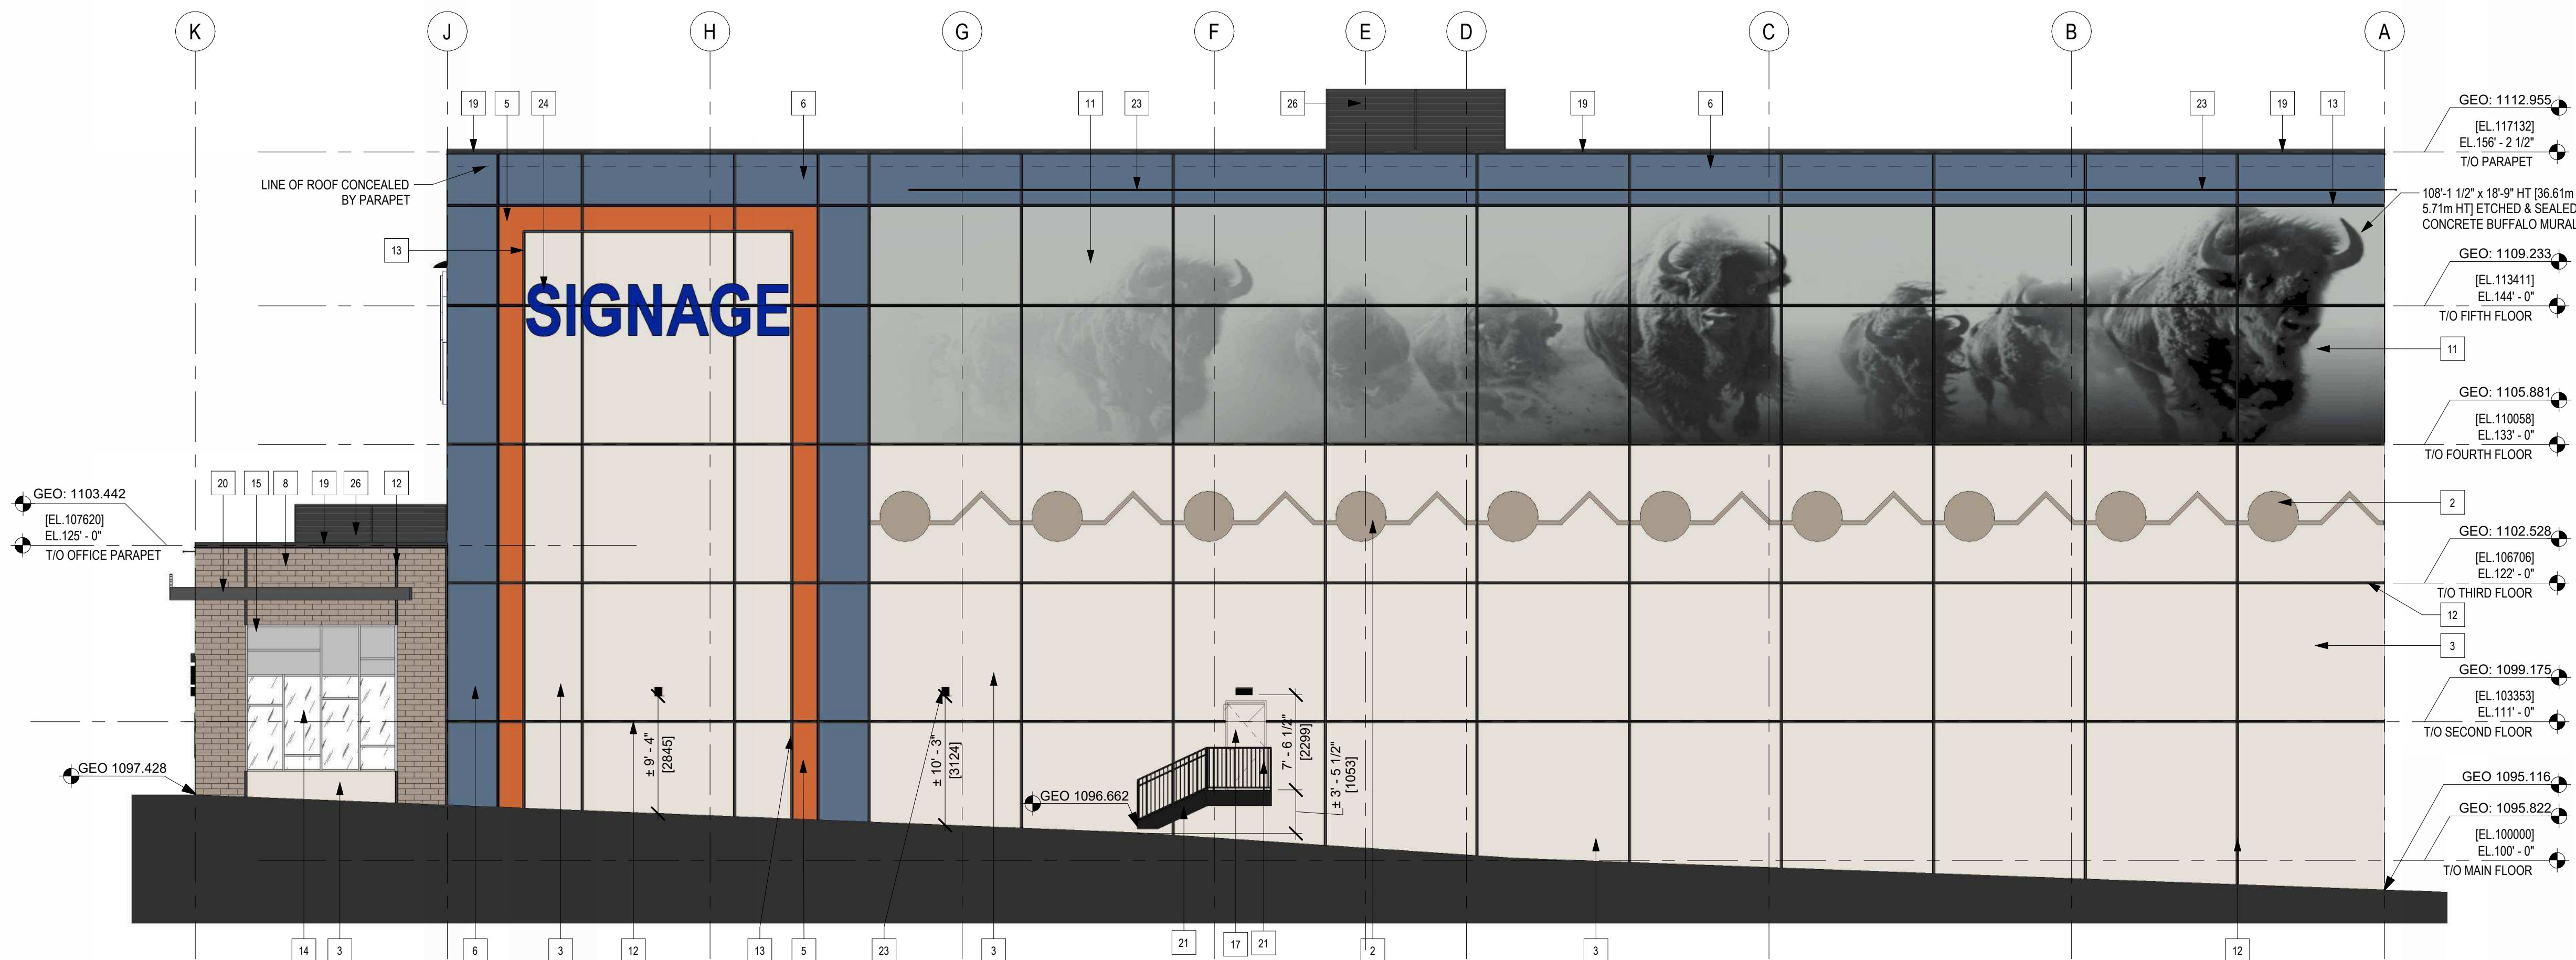 K J H G F E D C B A
19 5 24 6 11 23 26 19 6 23 19 13
GEO: 1112.955
[EL.117132]
EL.156' - 2 1/2"
T/O PARAPET
LINE OF ROOF CONCEALED
BY PARAPET
108'-1 1/2" x 18'-9" HT [36.61m
5.71m HT] ETCHED & SEALED
CONCRETE BUFFALO MURAL
13
GEO: 1109.233
[EL.113411]
EL.144' - 0"
T/O FIFTH FLOOR
SIGNAGE
11
GEO: 1105.881
[EL.110058]
EL.133' - 0"
T/O FOURTH FLOOR
20 15 8 19 26 12
GEO: 1103.442
[EL.107620]
EL.125' - 0"
T/O OFFICE PARAPET
2
GEO: 1102.528
[EL.106706]
EL.122' - 0"
T/O THIRD FLOOR
12
3
GEO: 1099.175
[EL.103353]
EL.111' - 0"
T/O SECOND FLOOR
± 9' - 4"
[2845]
± 10' - 3"
[3124]
7' - 6 1/2"
[2299]
± 3' - 5 1/2"
[1053]
GEO 1097.428
GEO 1096.662
GEO 1095.116
GEO: 1095.822
[EL.100000]
EL.100' - 0"
T/O MAIN FLOOR
14 3 6 3 12 13 5 23 3 21 17 21 2 3 12